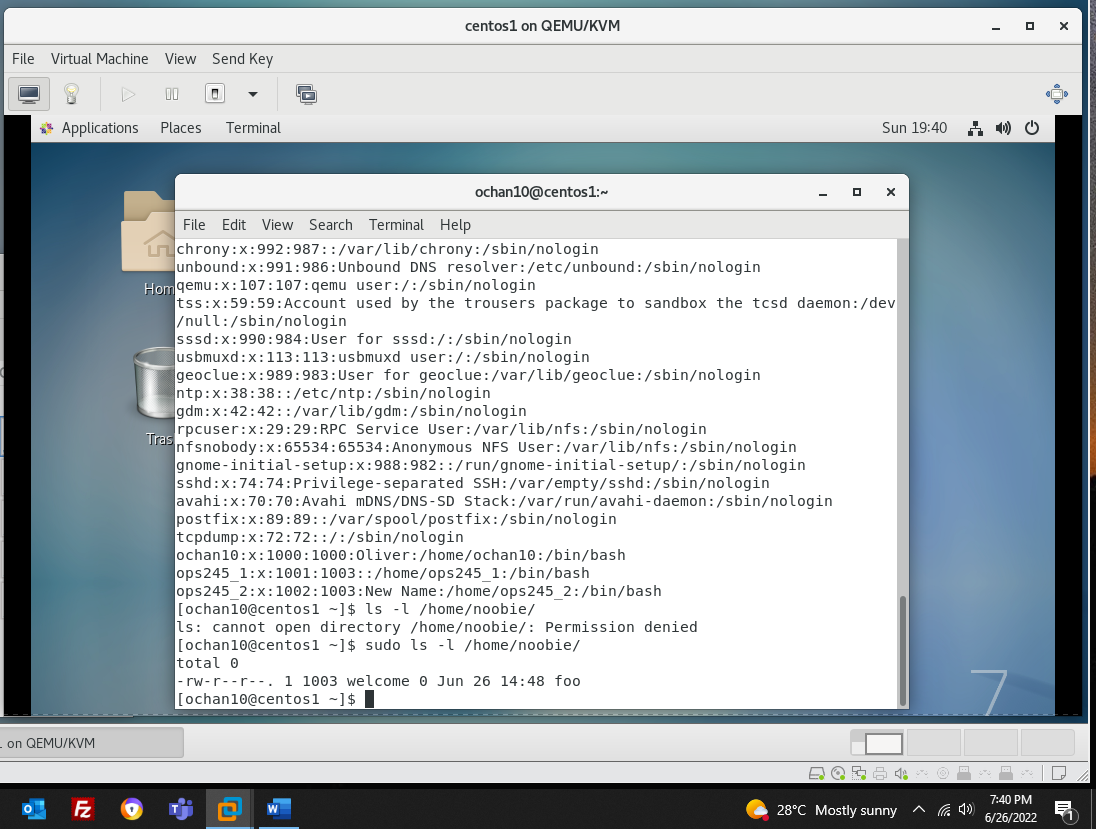 centos1 on QEMU/KVM
File Virtual Machine View Send Key
Applications Places Terminal Sun 19:40
ochan10@centos1:~
File Edit View Search Terminal Help
chrony:x:992:987::/var/lib/chrony:/sbin/nologin
unbound:x:991:986:Unbound DNS resolver:/etc/unbound:/sbin/nologin
qemu:x:107:107:qemu user:/:/sbin/nologin
tss:x:59:59:Account used by the trousers package to sandbox the tcsd daemon:/dev
/null:/sbin/nologin
sssd:x:990:984:User for sssd:/:/sbin/nologin
usbmuxd:x:113:113:usbmuxd user:/:/sbin/nologin
geoclue:x:989:983:User for geoclue:/var/lib/geoclue:/sbin/nologin
ntp:x:38:38::/etc/ntp:/sbin/nologin
gdm:x:42:42::/var/lib/gdm:/sbin/nologin
rpcuser:x:29:29:RPC Service User:/var/lib/nfs:/sbin/nologin
nfsnobody:x:65534:65534:Anonymous NFS User:/var/lib/nfs:/sbin/nologin
gnome-initial-setup:x:988:982::/run/gnome-initial-setup/:/sbin/nologin
sshd:x:74:74:Privilege-separated SSH:/var/empty/sshd:/sbin/nologin
avahi:x:70:70:Avahi mDNS/DNS-SD Stack:/var/run/avahi-daemon:/sbin/nologin
postfix:x:89:89::/var/spool/postfix:/sbin/nologin
tcpdump:x:72:72::/:/sbin/nologin
ochan10:x:1000:1000:Oliver:/home/ochan10:/bin/bash
ops245_1:x:1001:1003::/home/ops245_1:/bin/bash
ops245_2:x:1002:1003:New Name:/home/ops245_2:/bin/bash
[ochan10@centos1 ~]$ ls -l /home/noobie/
ls: cannot open directory /home/noobie/: Permission denied
[ochan10@centos1 ~]$ sudo ls -l /home/noobie/
total 0
-rw-r--r--. 1 1003 welcome 0 Jun 26 14:48 foo
[ochan10@centos1 ~]$
Hom
Tras
7
on QEMU/KVM
28°C Mostly sunny
7:40 PM
6/26/2022
1